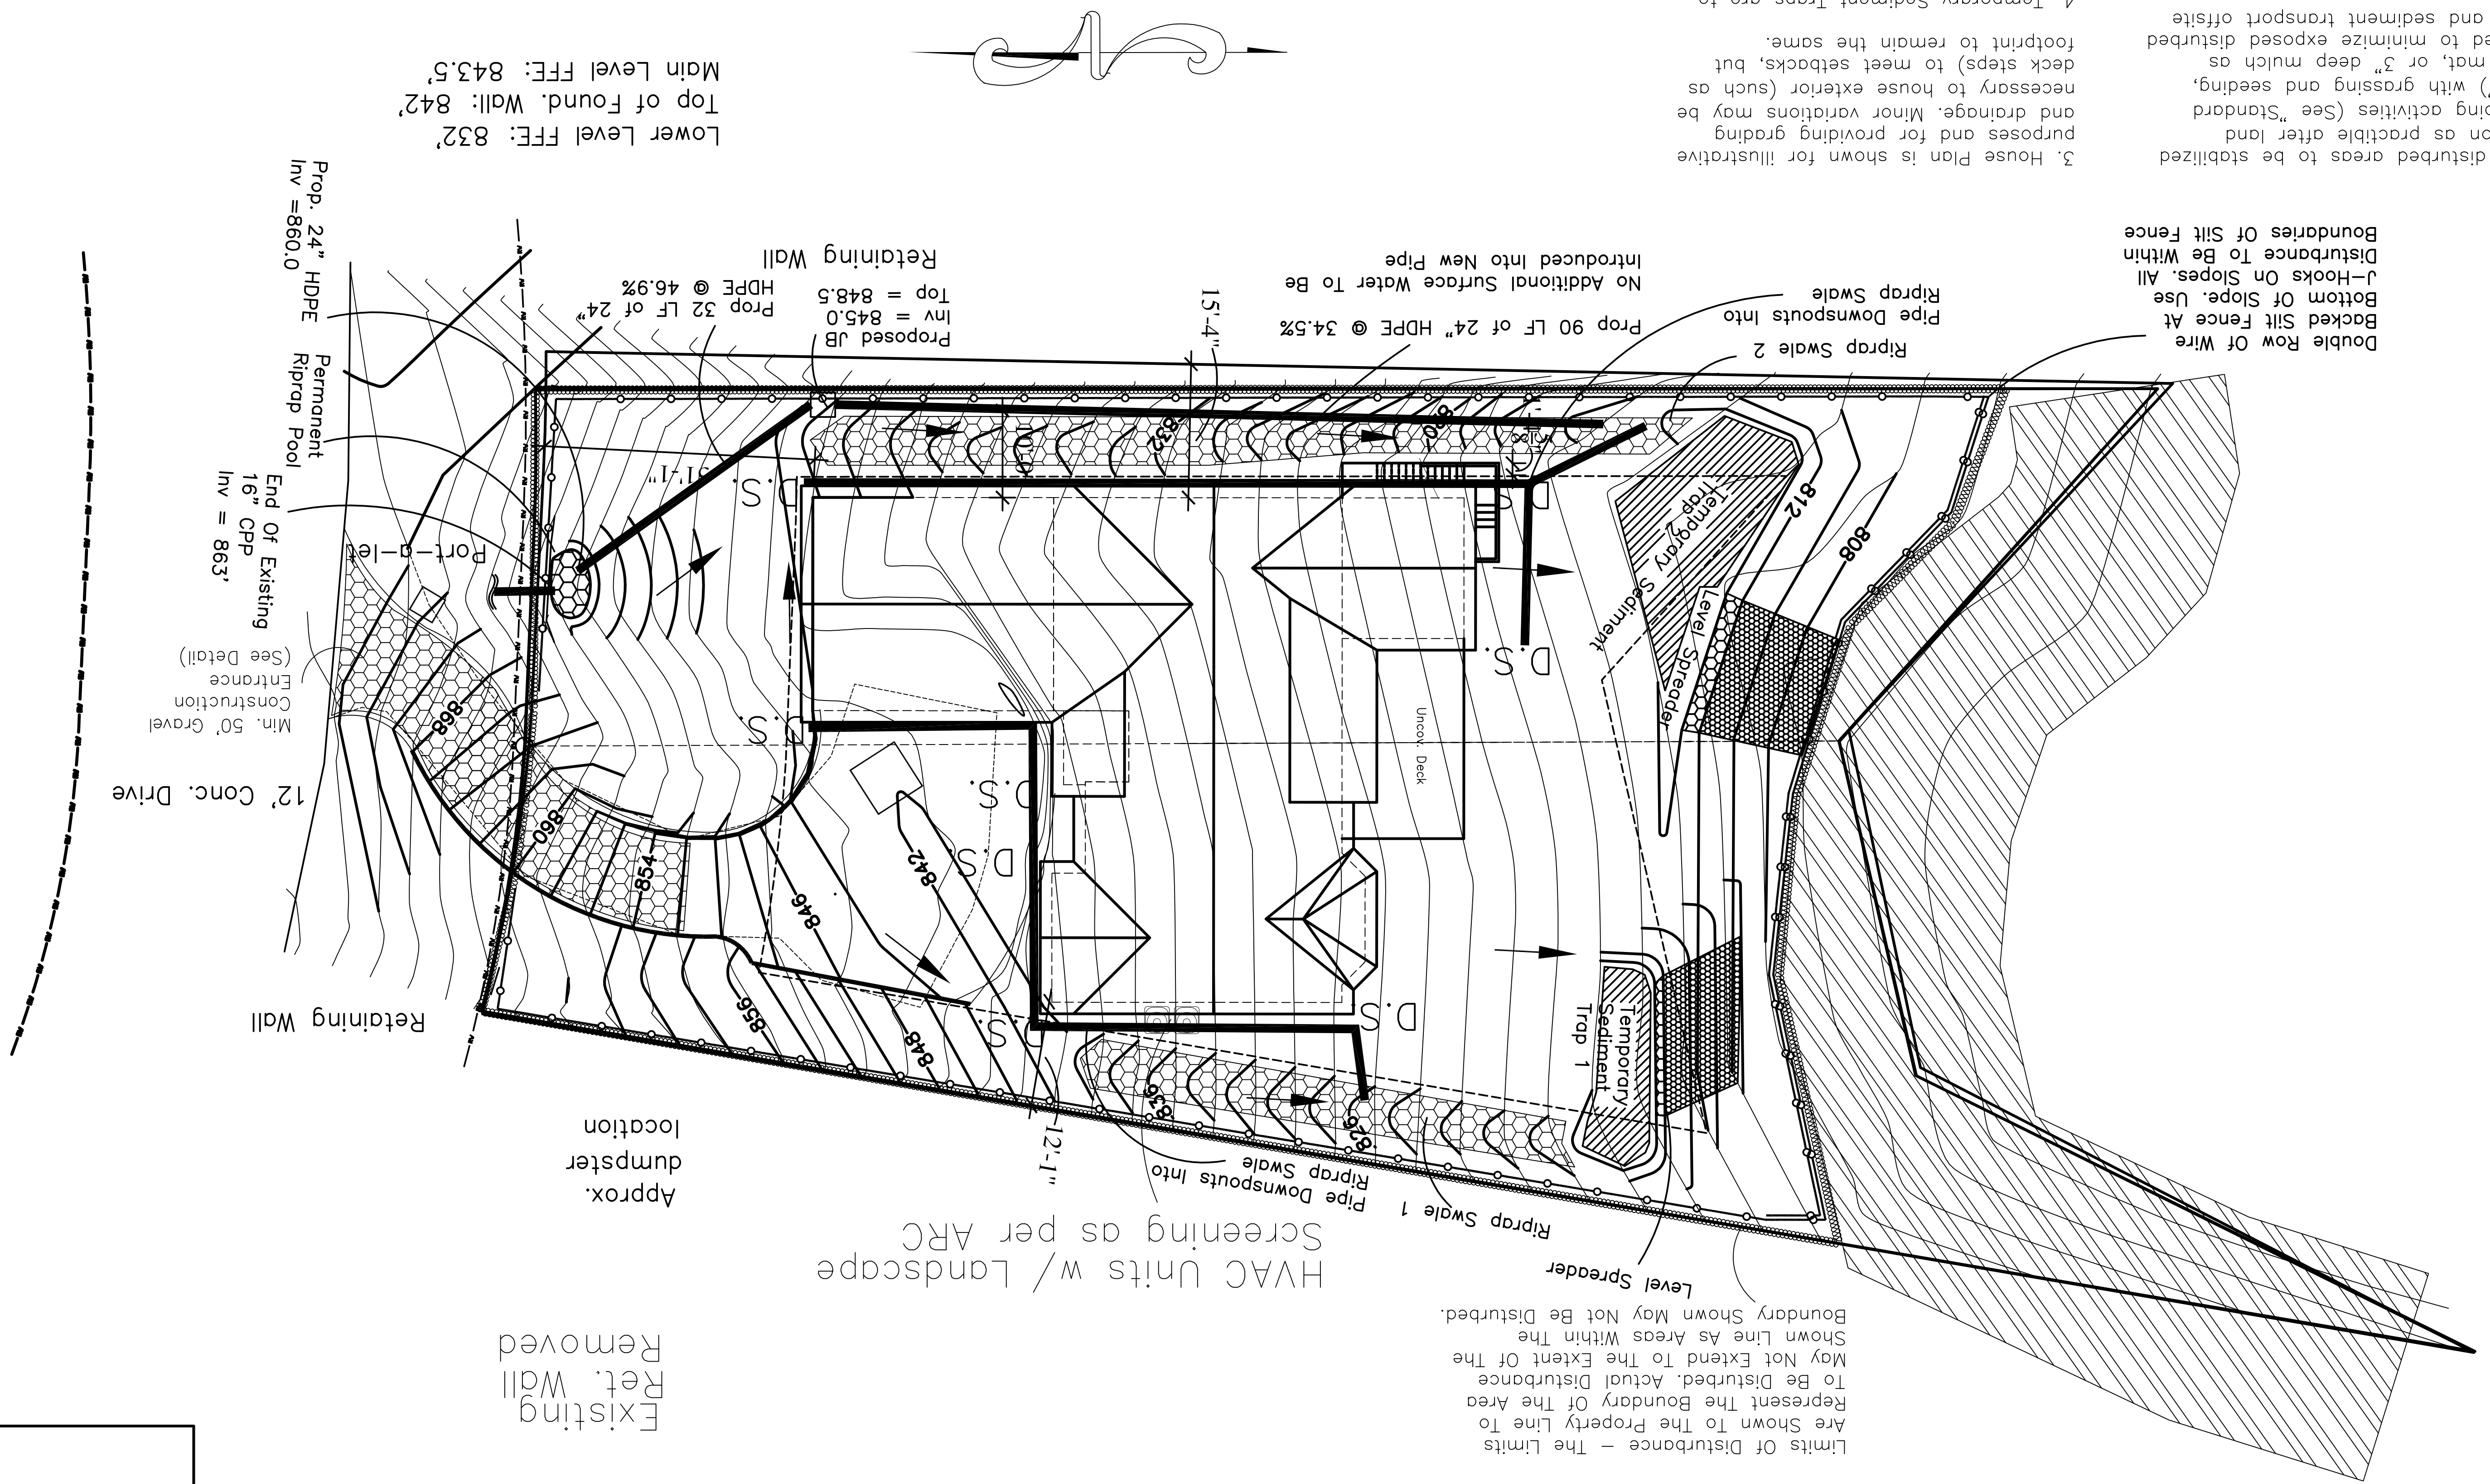 4. Temporary Sediment Traps are to
and sediment transport offsite
ed to minimize exposed disturbed
mat, or 3" deep mulch as
") with grassing and seeding,
bing activities (See "Standard
on as practible after land
disturbed areas to be stabilized
3. House Plan is shown for illustrative
purposes and for providing grading
and drainage. Minor variations may be
necessary to house exterior (such as
deck steps) to meet setbacks, but
footprint to remain the same.
Lower Level FFE: 832'
Top of Found. Wall: 842'
Main Level FFE: 843.5'
Prop. 24" HDPE
Inv =860.0
Permanent
Riprap Pool
End Of Existing
16" CPP
Inv = 863'
Port-a-let
Min. 50' Gravel
Construction
Entrance
(See Detail)
12' Conc. Drive
Retaining Wall
Retaining Wall
Prop 32 LF of 24"
HDPE @ 46.9%
Proposed JB
Inv = 845.0
Top = 848.5
15'-4"
Prop 90 LF of 24" HDPE @ 34.5%
No Additional Surface Water To Be
Introduced Into New Pipe
Pipe Downspouts Into
Riprap Swale
Riprap Swale 2
Double Row Of Wire
Backed Silt Fence At
Bottom Of Slope. Use
J-Hooks On Slopes. All
Disturbance To Be Within
Boundaries Of Silt Fence
832
10'-0"
D.S.
D.S.
D.S.
D.S.
D.S.
D.S.
D.S.
D.S.
Temporary Sediment
Trap 2
Level Spreader
812
808
Uncov. Deck
868
860
854
846
842
856
848
836
826
Temporary
Sediment
Trap 1
12'-1"
Approx.
dumpster
location
Pipe Downspouts Into
Riprap Swale
Riprap Swale 1
Level Spreader
HVAC Units w/ Landscape
Screening as per ARC
Existing
Ret. Wall
Removed
Limits Of Disturbance - The Limits
Are Shown To The Property Line To
Represent The Boundary Of The Area
To Be Disturbed. Actual Disturbance
May Not Extend To The Extent Of The
Shown Line As Areas Within The
Boundary Shown May Not Be Disturbed.